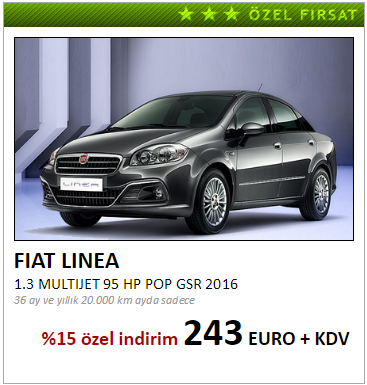 ★ ★ ★ ÖZEL FIRSAT
LINEA
FIAT LINEA
1.3 MULTIJET 95 HP POP GSR 2016
36 ay ve yıllık 20.000 km ayda sadece
%15 özel indirim 243 EURO + KDV